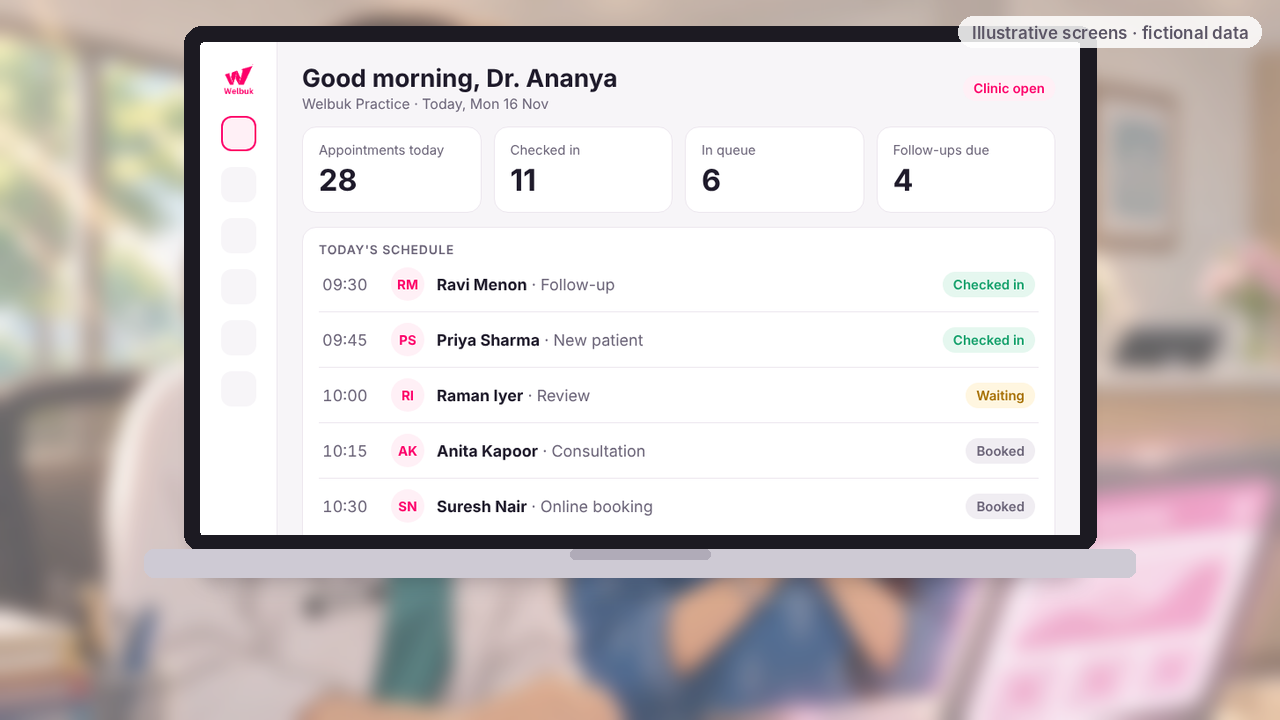 Illustrative screens · fictional data
Welbuk
Good morning, Dr. Ananya
Welbuk Practice · Today, Mon 16 Nov
Clinic open
Appointments today
28
Checked in
11
In queue
6
Follow-ups due
4
TODAY'S SCHEDULE
09:30 RM Ravi Menon · Follow-up Checked in
09:45 PS Priya Sharma · New patient Checked in
10:00 RI Raman Iyer · Review Waiting
10:15 AK Anita Kapoor · Consultation Booked
10:30 SN Suresh Nair · Online booking Booked